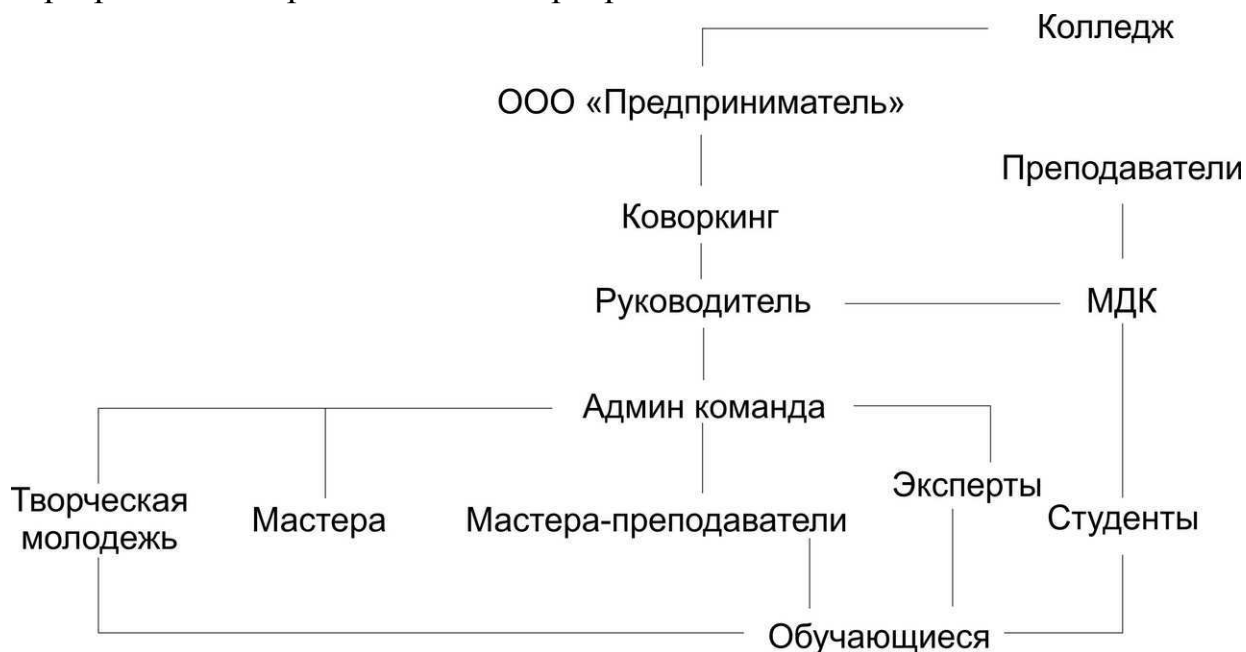 Колледж
ООО «Предприниматель»
Преподаватели
Коворкинг
Руководитель
МДК
Админ команда
Эксперты
Творческая
молодежь
Мастера
Мастера-преподаватели
Студенты
Обучающиеся